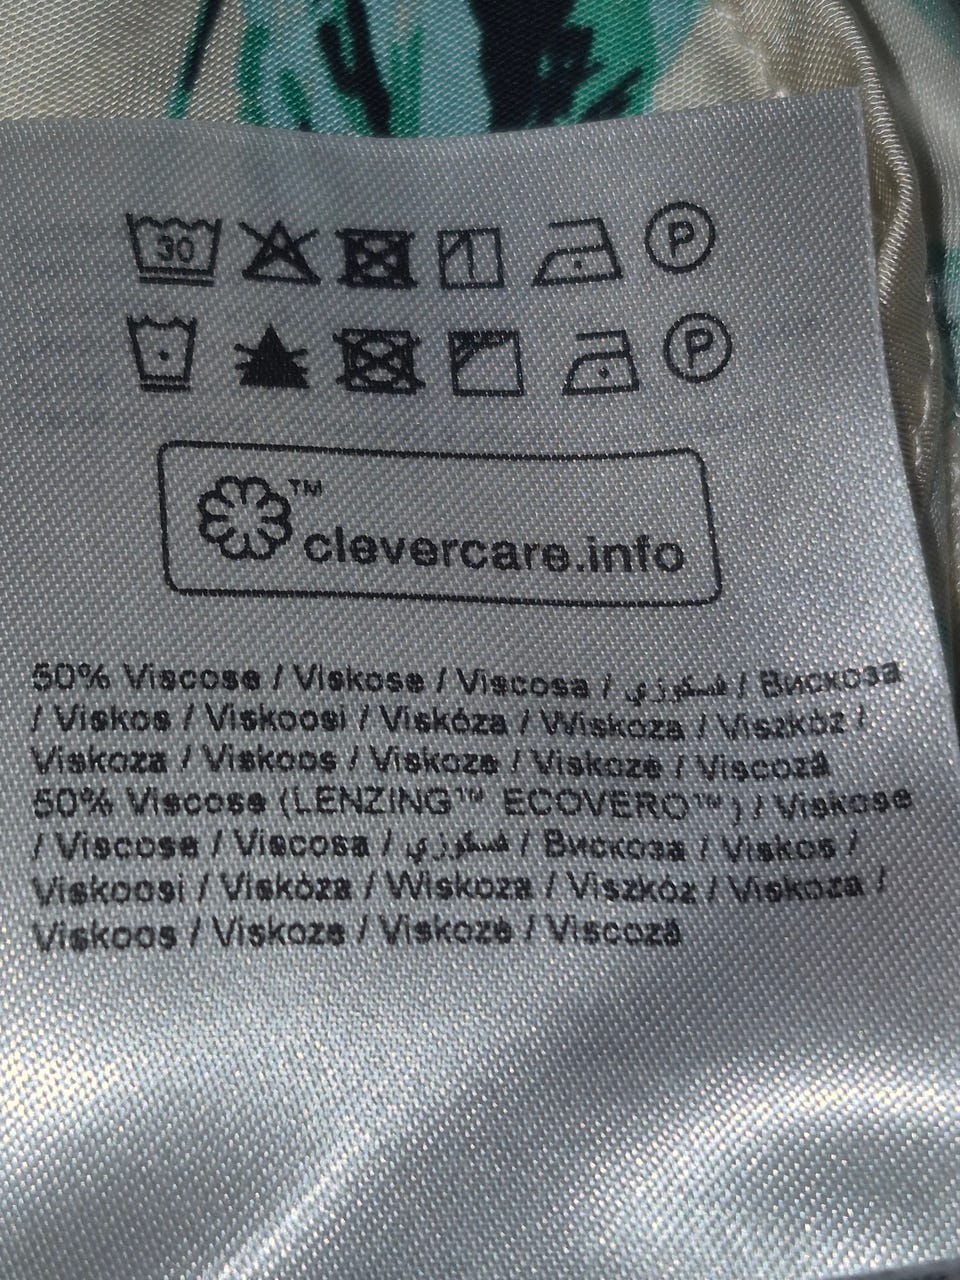 30 P
P
™ clevercare.info
50% Viscose / Viskose / Viscosa / فسكوزي / Вискоза
/ Viskos / Viskoosi / Viskóza / Wiskoza / Viszkóz /
Viskoza / Viskoos / Viskoze / Viskozė / Viscoză
50% Viscose (LENZING™ ECOVERO™) / Viskose
/ Viscose / Viscosa / فسكوزي / Вискоза / Viskos /
Viskoosi / Viskóza / Wiskoza / Viszkóz / Viskoza /
Viskoos / Viskoze / Viskozė / Viscoză